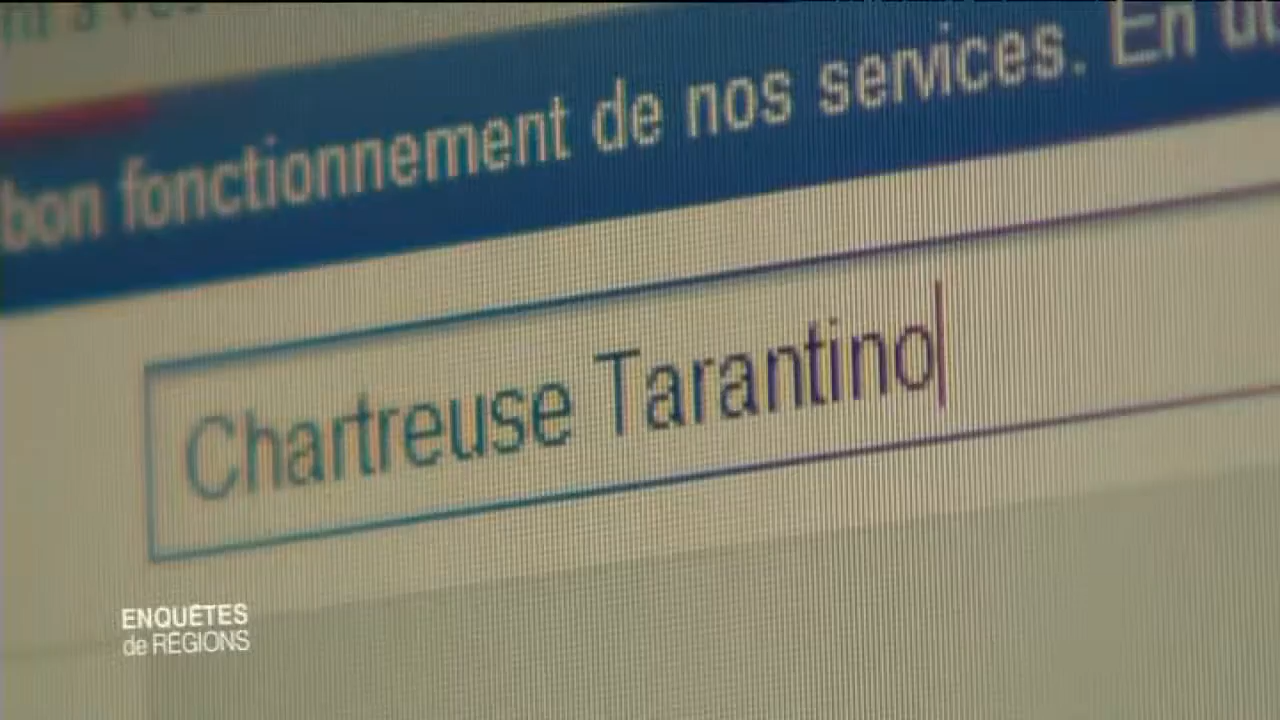 bon fonctionnement de nos services. En
Chartreuse Tarantino
ENQUÊTES
de RÉGIONS